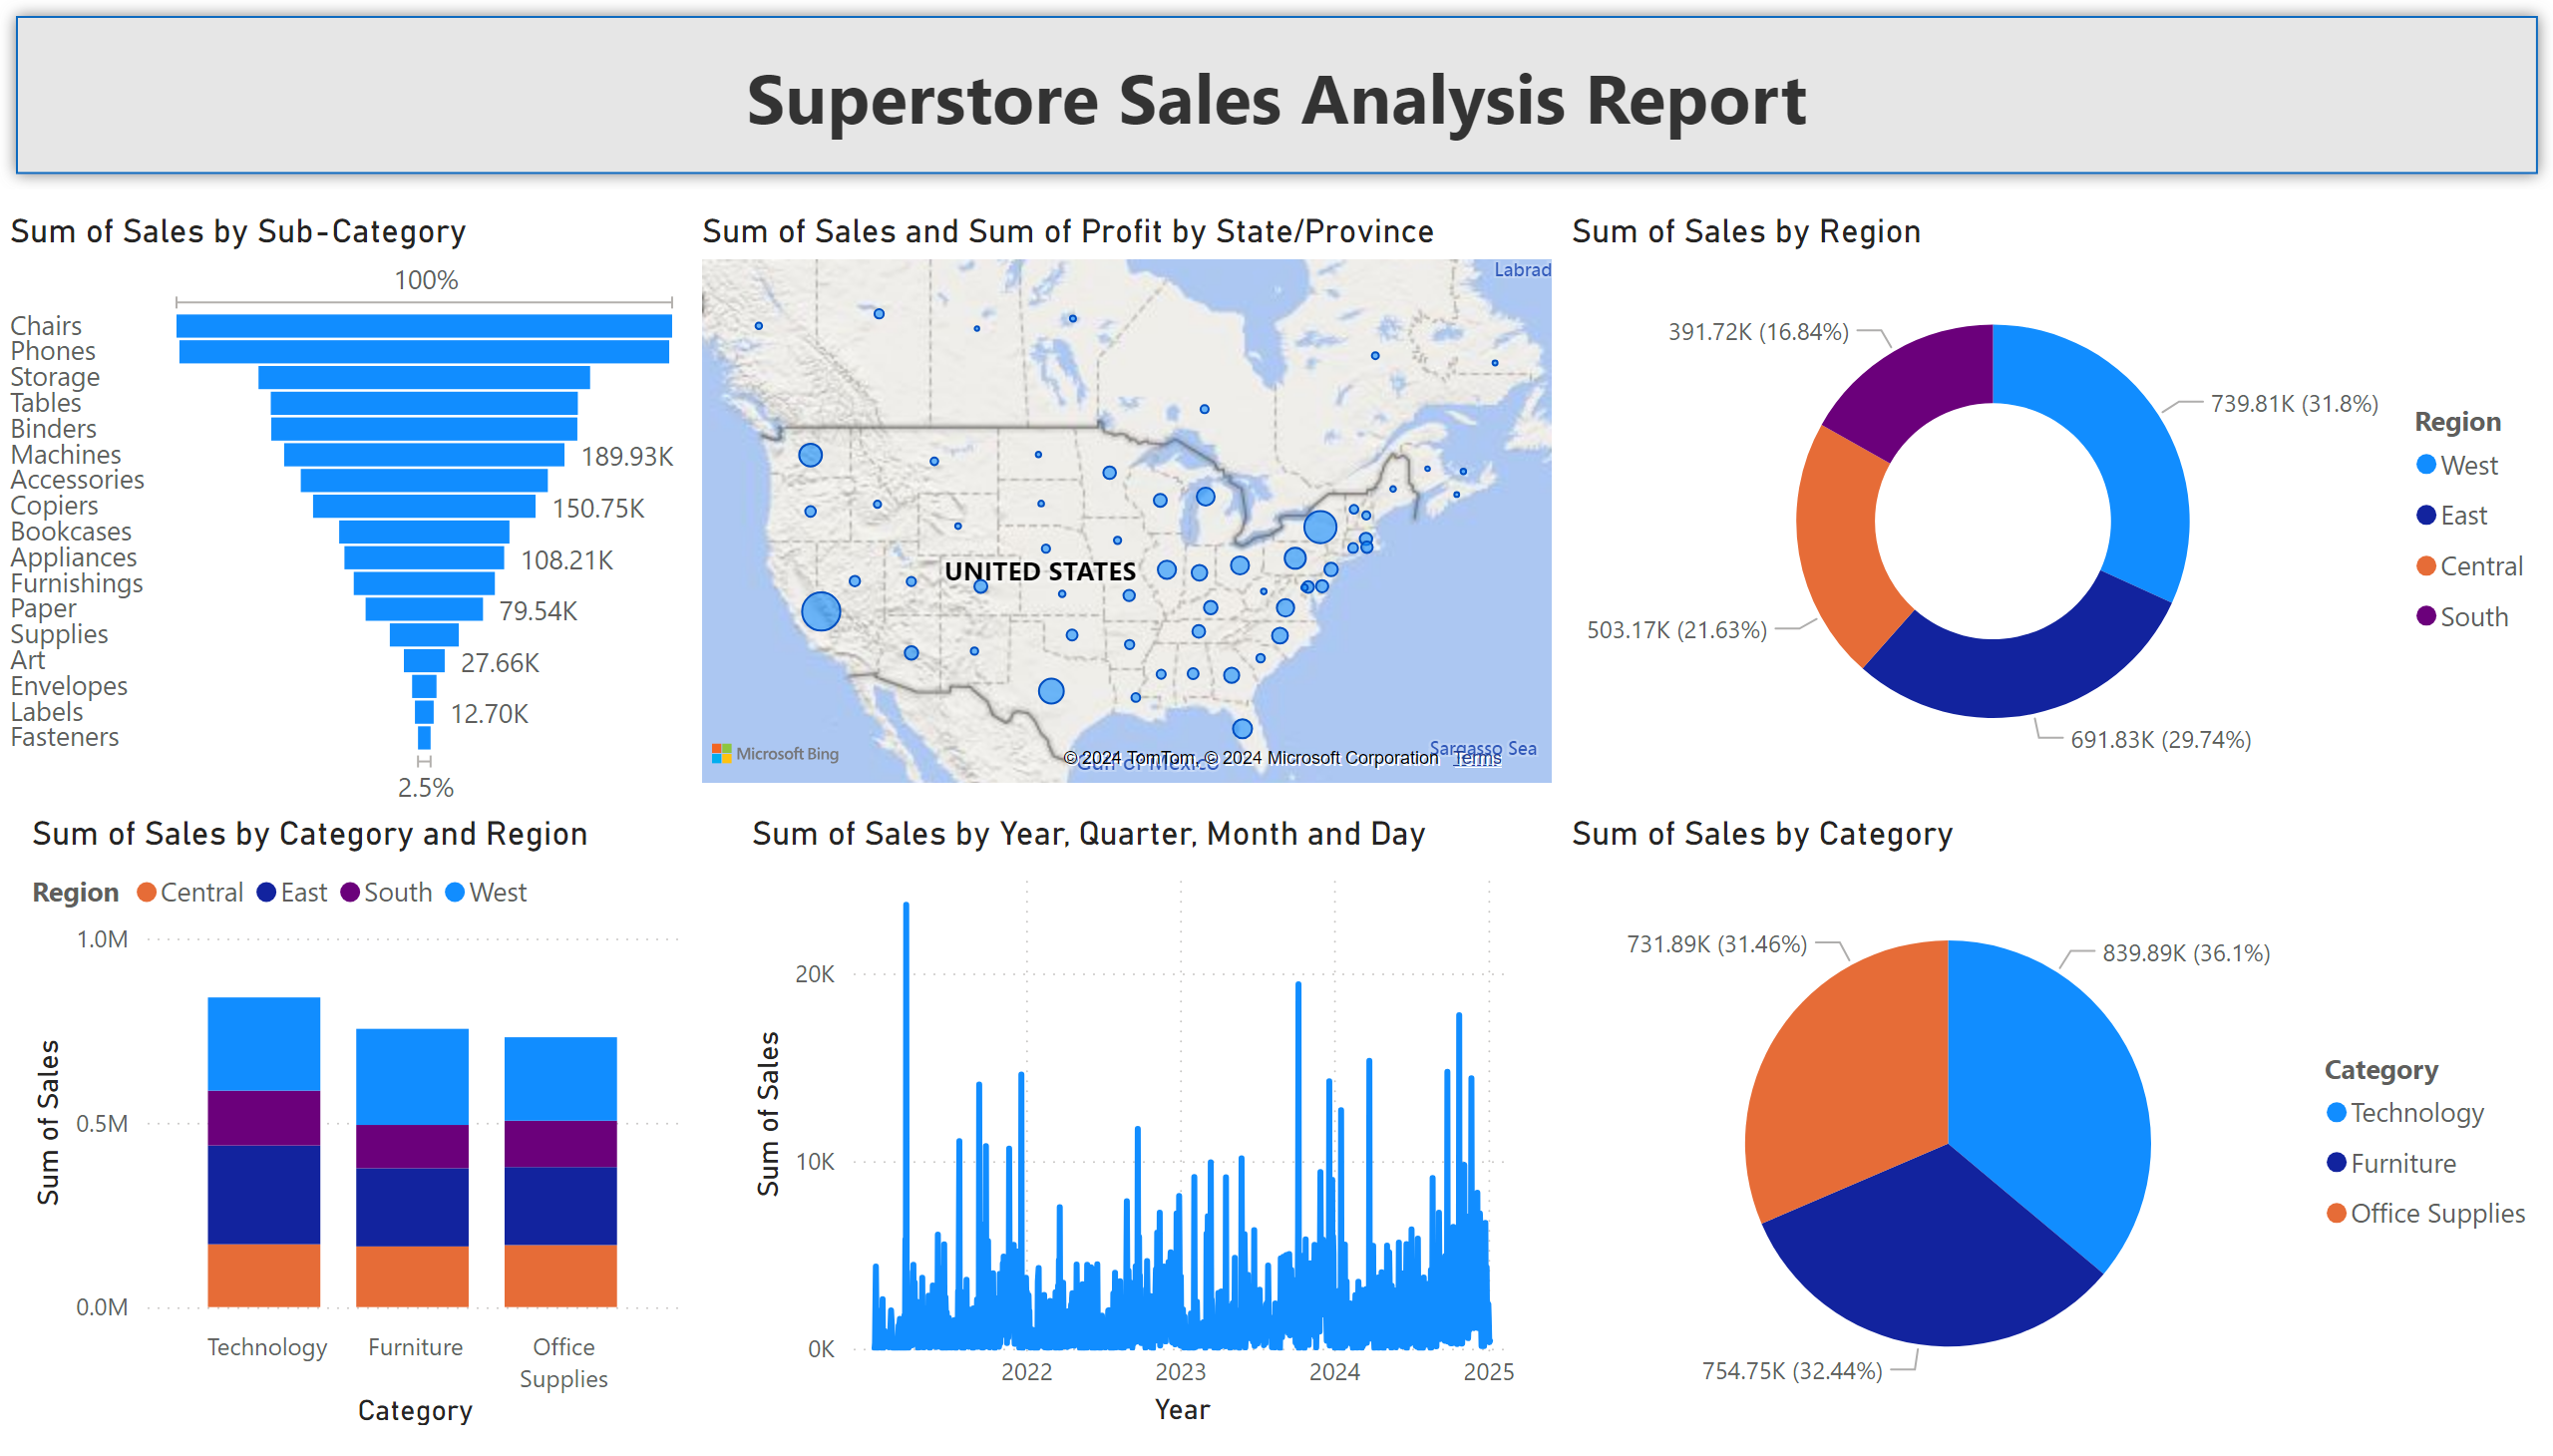 Superstore Sales Analysis Report
Sum of Sales by Sub-Category
100%
Chairs
Phones
Storage
Tables
Binders
Machines 189.93K
Accessories
Copiers 150.75K
Bookcases
Appliances 108.21K
Furnishings
Paper 79.54K
Supplies
Art 27.66K
Envelopes
Labels 12.70K
Fasteners
2.5%
Sum of Sales and Sum of Profit by State/Province
Labrad
UNITED STATES
Sargasso Sea
Gulf of Mexico
Microsoft Bing
© 2024 TomTom, © 2024 Microsoft Corporation Terms
Sum of Sales by Region
391.72K (16.84%)
739.81K (31.8%)
503.17K (21.63%)
691.83K (29.74%)
Region
West
East
Central
South
Sum of Sales by Category and Region
Region Central East South West
1.0M
0.5M
0.0M
Sum of Sales
Technology Furniture Office
Supplies
Category
Sum of Sales by Year, Quarter, Month and Day
20K
10K
0K
Sum of Sales
2022 2023 2024 2025
Year
Sum of Sales by Category
731.89K (31.46%)
839.89K (36.1%)
754.75K (32.44%)
Category
Technology
Furniture
Office Supplies